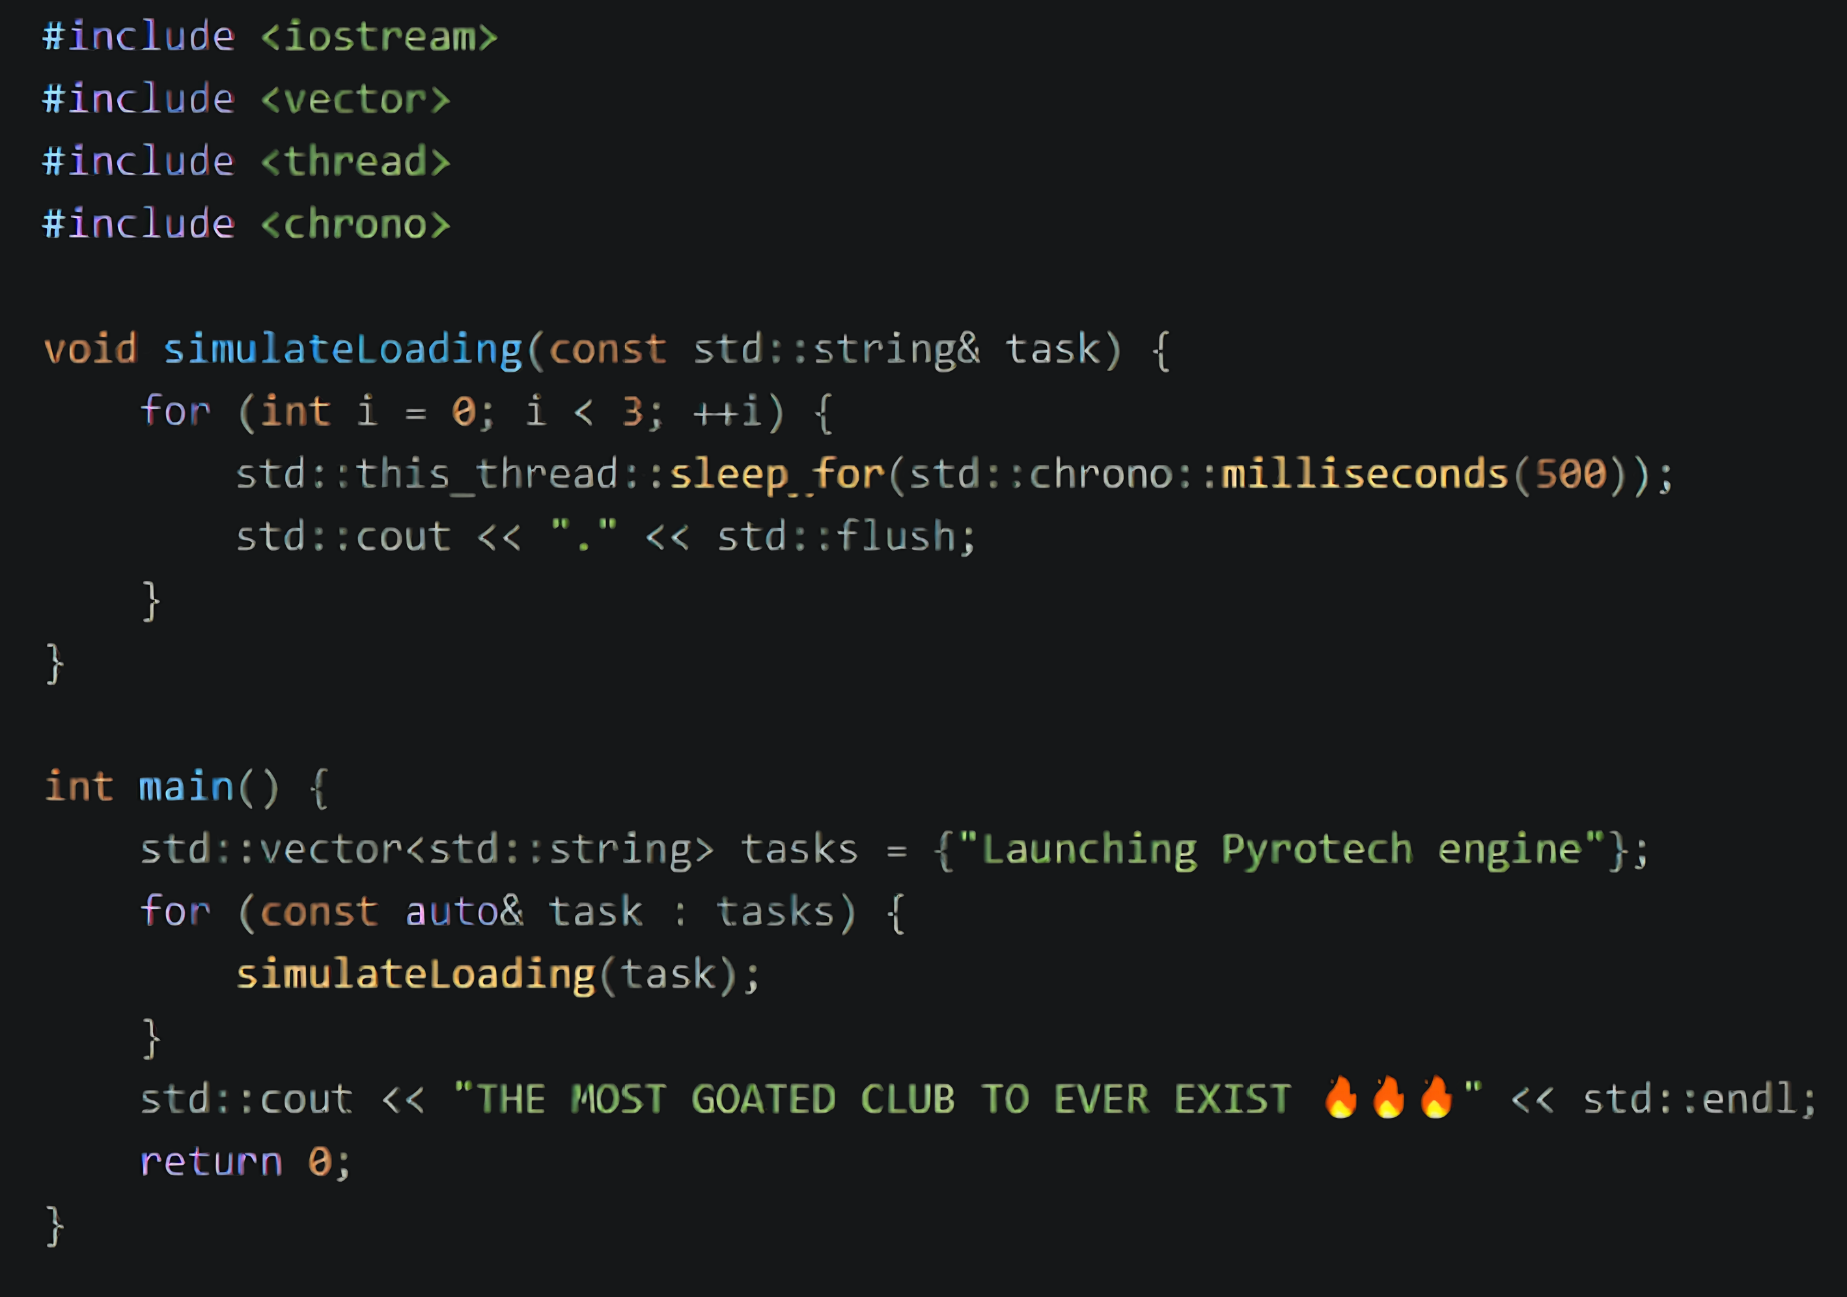 #include <iostream>
#include <vector>
#include <thread>
#include <chrono>
void simulateLoading(const std::string& task) {
for (int i = 0; i < 3; ++i) {
std::this_thread::sleep_for(std::chrono::milliseconds(500));
std::cout << "." << std::flush;
}
}
int main() {
std::vector<std::string> tasks = {"Launching Pyrotech engine"};
for (const auto& task : tasks) {
simulateLoading(task);
}
std::cout << "THE MOST GOATED CLUB TO EVER EXIST 🔥🔥🔥" << std::endl;
return 0;
}